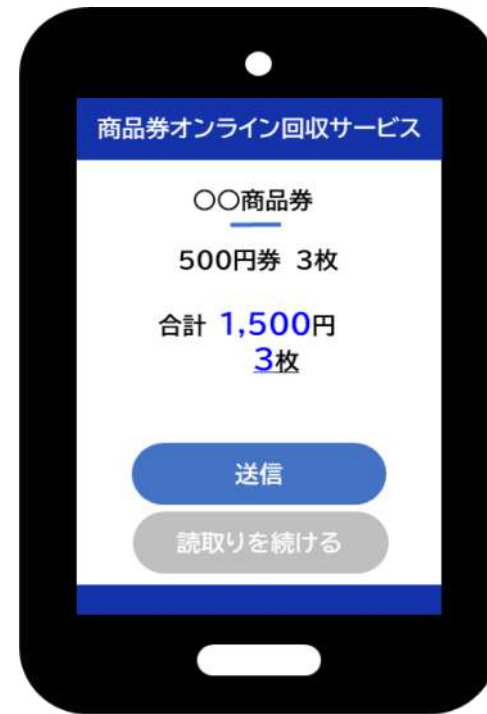 商品券オンライン回収サービス
○○商品券
500円券 3枚
合計 1,500円
3枚
送信
読取りを続ける